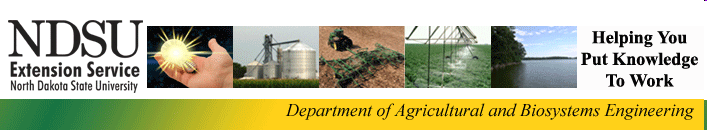 NDSU
Extension Service
North Dakota State University
Helping You
Put Knowledge
To Work
Department of Agricultural and Biosystems Engineering